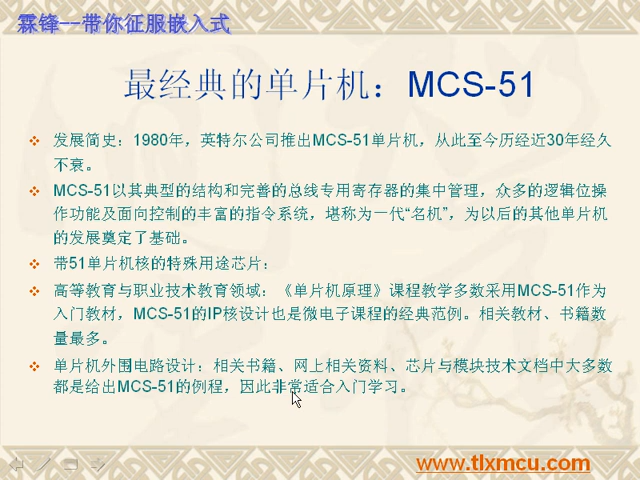 霖锋--带你征服嵌入式
最经典的单片机：MCS-51
发展简史：1980年，英特尔公司推出MCS-51单片机，从此至今历经近30年经久
不衰。
MCS-51以其典型的结构和完善的总线专用寄存器的集中管理，众多的逻辑位操
作功能及面向控制的丰富的指令系统，堪称为一代“名机”，为以后的其他单片机
的发展奠定了基础。
带51单片机核的特殊用途芯片：
高等教育与职业技术教育领域：《单片机原理》课程教学多数采用MCS-51作为
入门教材，MCS-51的IP核设计也是微电子课程的经典范例。相关教材、书籍数
量最多。
单片机外围电路设计：相关书籍、网上相关资料、芯片与模块技术文档中大多数
都是给出MCS-51的例程，因此非常适合入门学习。
www.tlxmcu.com